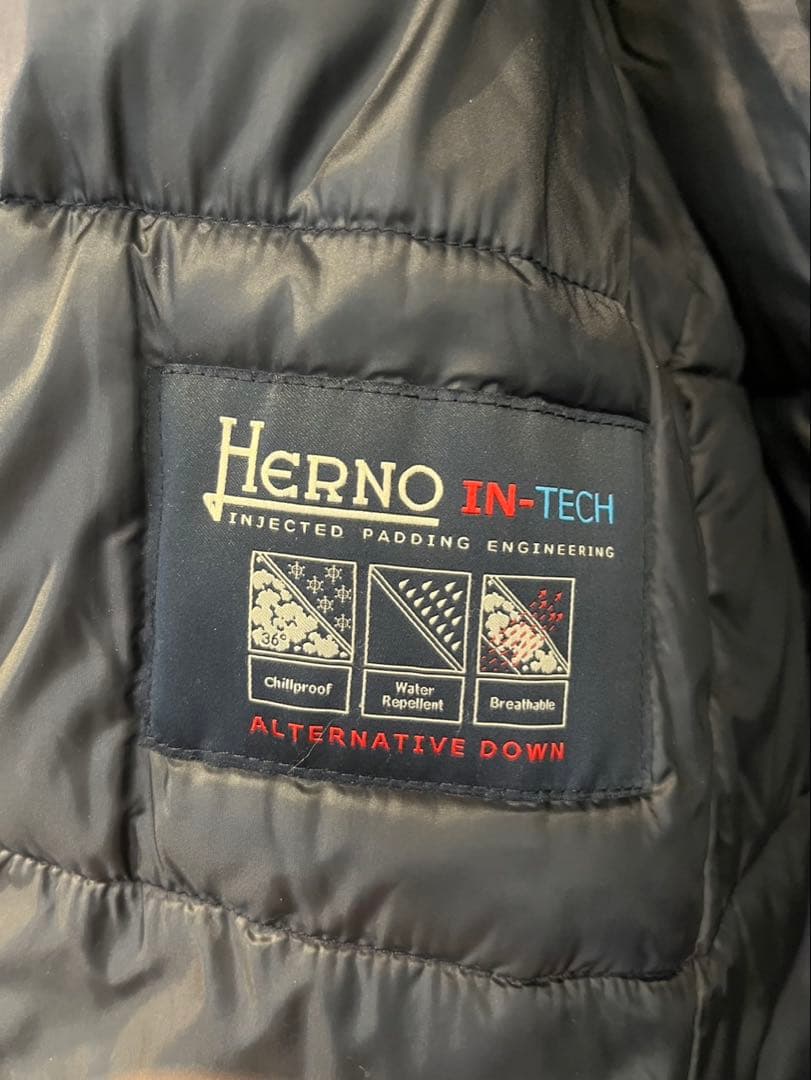 HERNO IN-TECH
INJECTED PADDING ENGINEERING
36°
Chillproof
Water
Repellent
Breathable
ALTERNATIVE DOWN